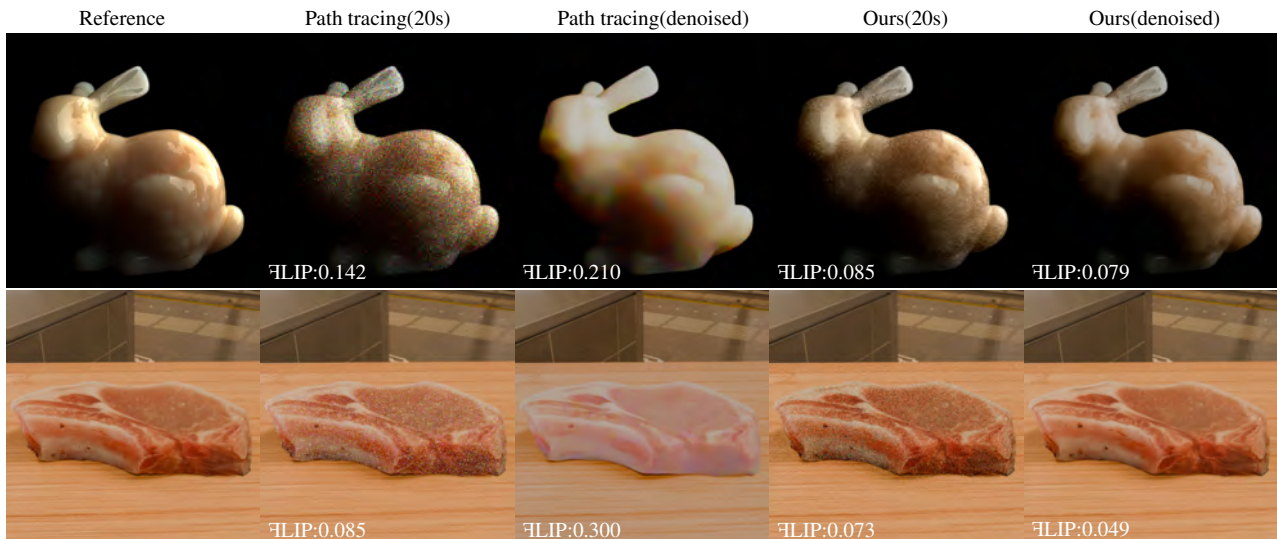 Reference
Path tracing(20s)
Path tracing(denoised)
Ours(20s)
Ours(denoised)
ꟻLIP:0.142
ꟻLIP:0.210
ꟻLIP:0.085
ꟻLIP:0.079
ꟻLIP:0.085
ꟻLIP:0.300
ꟻLIP:0.073
ꟻLIP:0.049